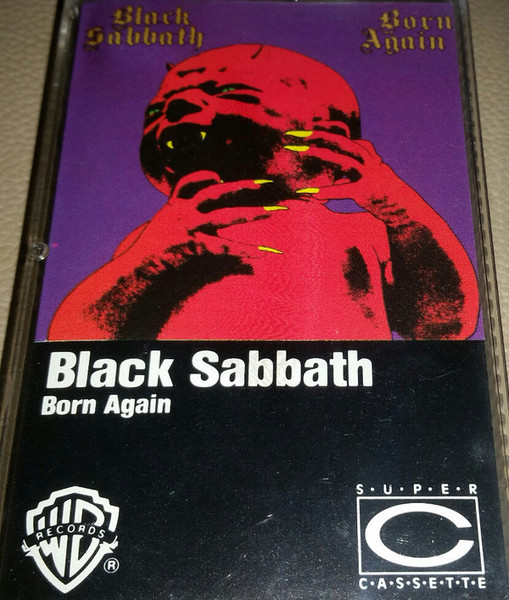 Black Sabbath
Born Again
Black Sabbath
Born Again
WB
RECORDS
®
S·U·P·E·R
C
C·A·S·S·E·T·T·E